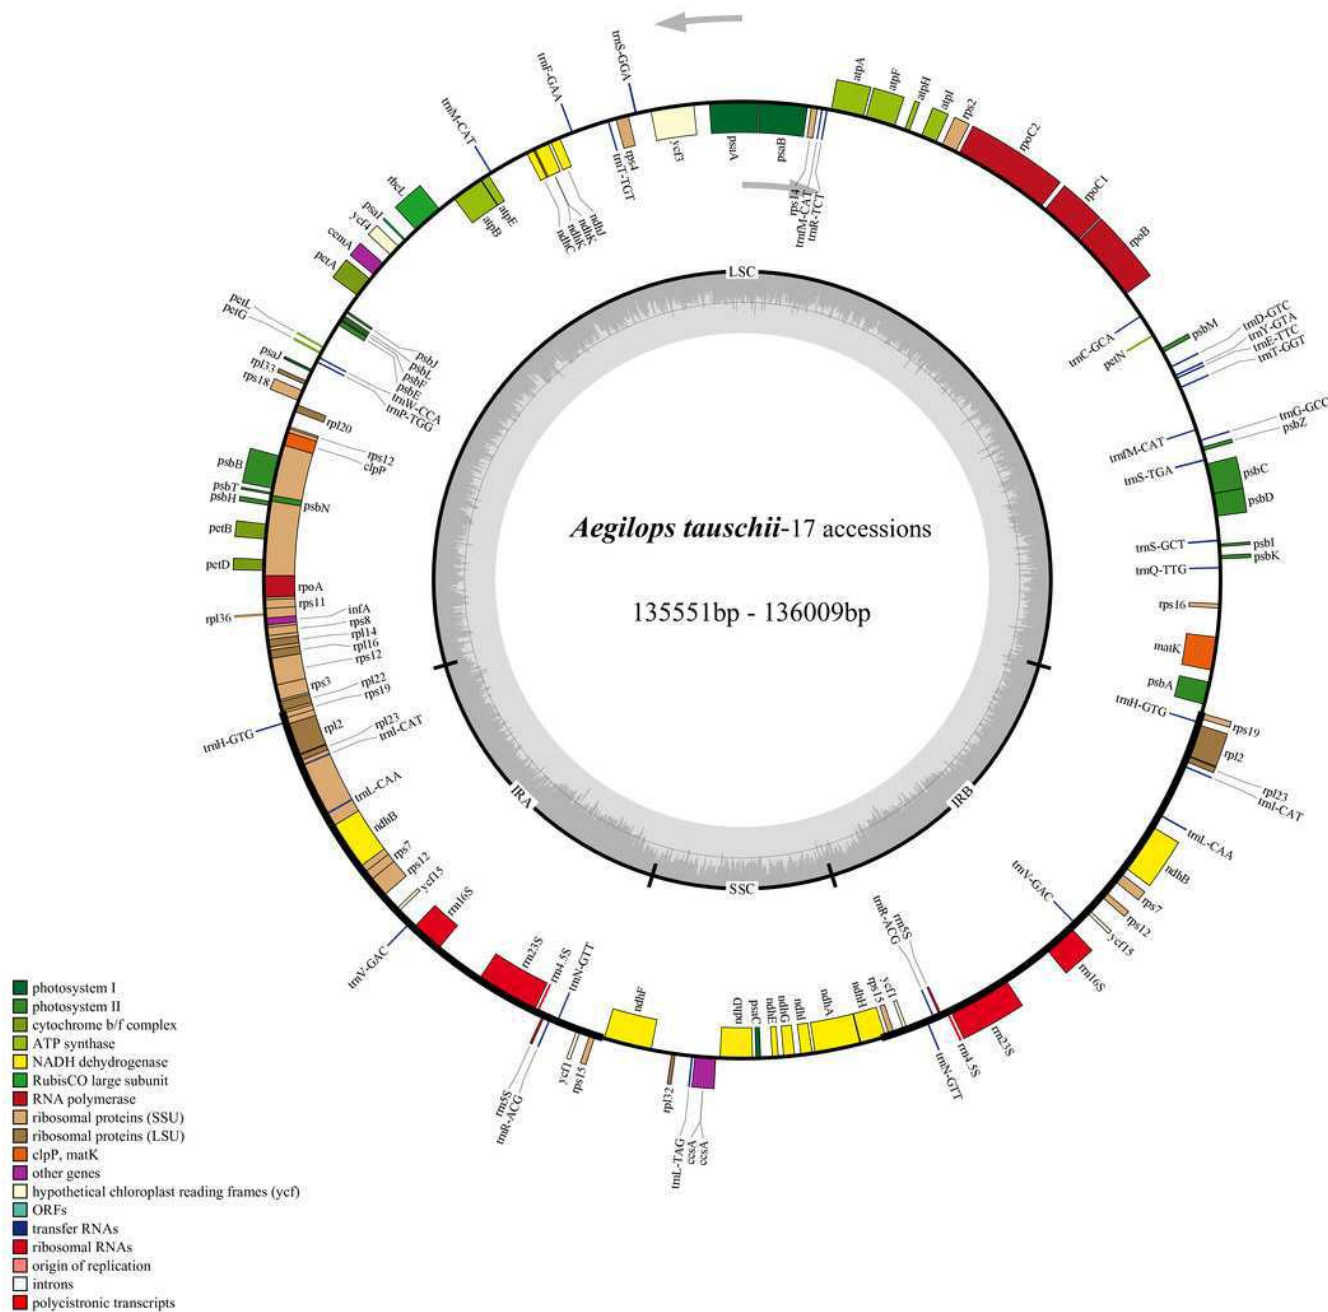 trnS-GGA
trnF-GAA
trnM-CAT
rbcL
psaI
ycf4
cemA
petA
petL
petG
psaJ
rpl33
rps18
psbB
psbT
psbH
petB
petD
rpl36
trnH-GTG
atpA
atpF
atpH
atpI
rps2
rpoC2
rpoC1
rpoB
psbM
trnD-GTC
trnY-GTA
trnE-TTC
trnT-GGT
trnG-GCC
psbZ
psbC
psbD
psbI
psbK
rps19
rpl2
rpl23
trnI-CAT
trnL-CAA
ndhB
rps7
rps12
ycf15
rrn16S
rrn23S
rrn4.5S
trnN-GTT
psaA
psaB
ycf3
rps4
trnT-TGT
ndhJ
ndhK
ndhK
ndhC
atpE
atpB
rps14
trnfM-CAT
trnR-TCT
psbJ
psbL
psbF
psbE
trnW-CCA
trnP-TGG
rpl20
rps12
clpP
psbN
rpoA
rps11
infA
rps8
rpl14
rpl16
rps12
rps3
rpl22
rps19
rpl2
rpl23
trnI-CAT
trnL-CAA
ndhB
rps7
rps12
ycf15
rrn16S
trnV-GAC
rrn23S
rrn4.5S
trnN-GTT
rrn5S
trnR-ACG
ycf1
rps15
ndhF
rpl32
trnL-TAG
ccsA
ccsA
ndhD
psaC
ndhE
ndhG
ndhI
ndhA
ndhH
rps15
ycf1
trnR-ACG
rrn5S
trnV-GAC
trnC-GCA
petN
trnfM-CAT
trnS-TGA
trnS-GCT
trnQ-TTG
rps16
matK
psbA
trnH-GTG
LSC
IRA
IRB
SSC
Aegilops tauschii-17 accessions
135551bp - 136009bp
photosystem I
photosystem II
cytochrome b/f complex
ATP synthase
NADH dehydrogenase
RubisCO large subunit
RNA polymerase
ribosomal proteins (SSU)
ribosomal proteins (LSU)
clpP, matK
other genes
hypothetical chloroplast reading frames (ycf)
ORFs
transfer RNAs
ribosomal RNAs
origin of replication
introns
polycistronic transcripts